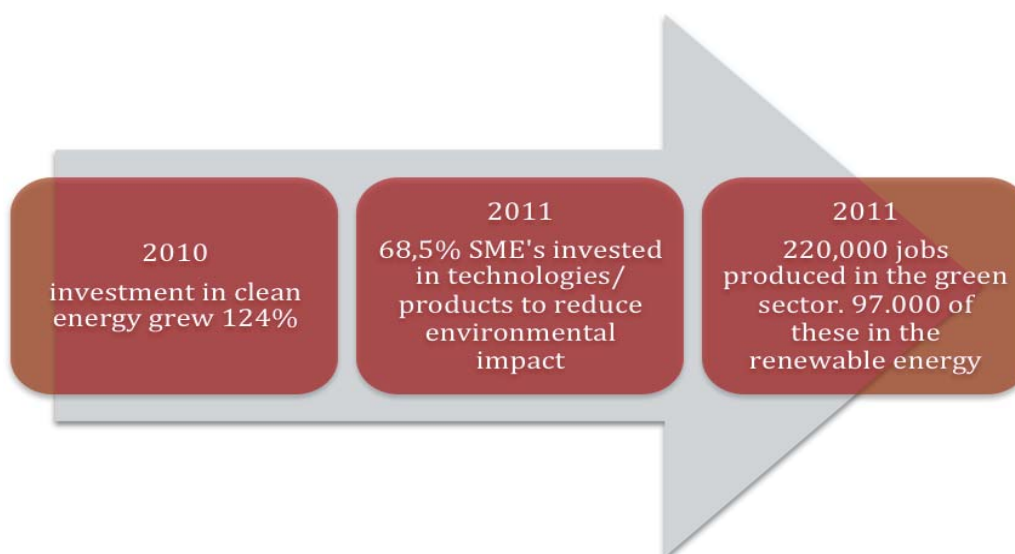 2010
investment in clean
energy grew 124%
2011
68,5% SME's invested
in technologies/
products to reduce
environmental
impact
2011
220,000 jobs
produced in the green
sector. 97.000 of
these in the
renewable energy